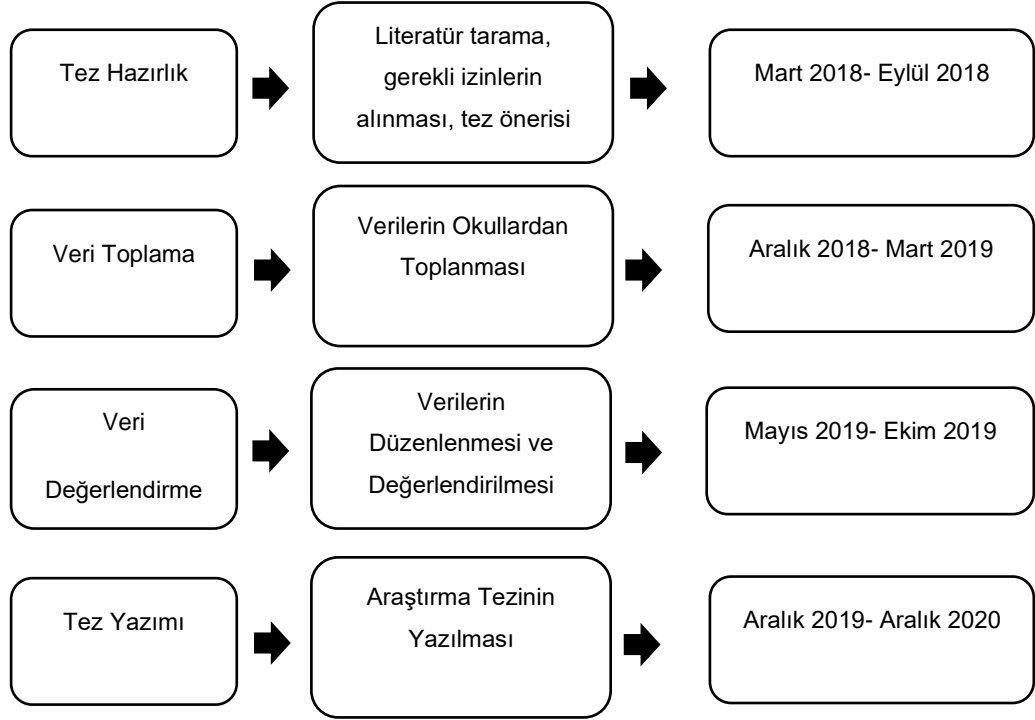 Tez Hazırlık
Literatür tarama,
gerekli izinlerin
alınması, tez önerisi
Mart 2018- Eylül 2018
Veri Toplama
Verilerin Okullardan
Toplanması
Aralık 2018- Mart 2019
Veri
Değerlendirme
Verilerin
Düzenlenmesi ve
Değerlendirilmesi
Mayıs 2019- Ekim 2019
Tez Yazımı
Araştırma Tezinin
Yazılması
Aralık 2019- Aralık 2020